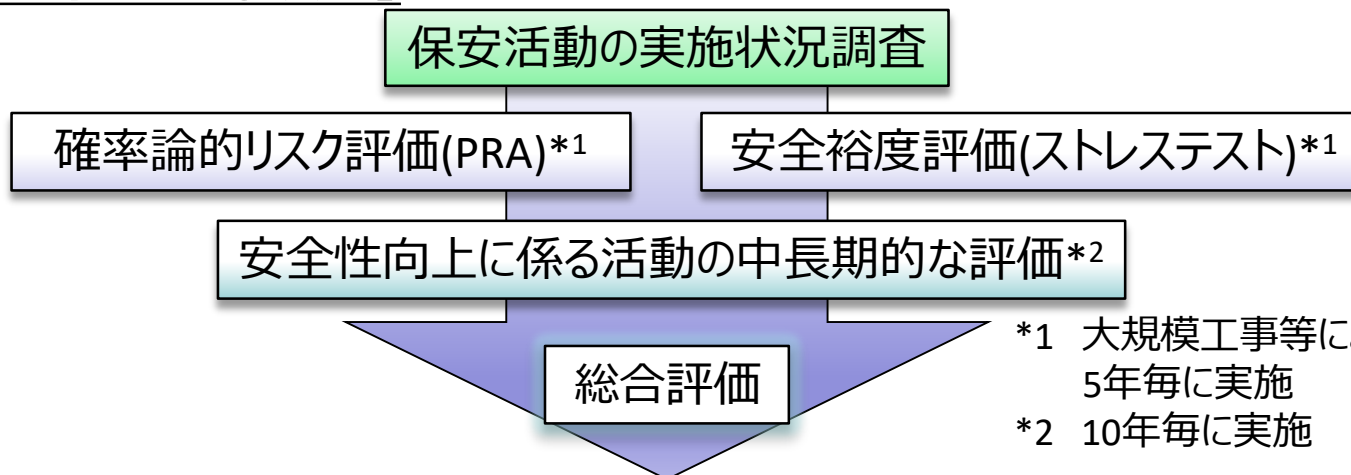 保安活動の実施状況調査
確率論的リスク評価(PRA)*1
安全裕度評価(ストレステスト)*1
安全性向上に係る活動の中長期的な評価*2
総合評価
*1 大規模工事等に
5年毎に実施
*2 10年毎に実施